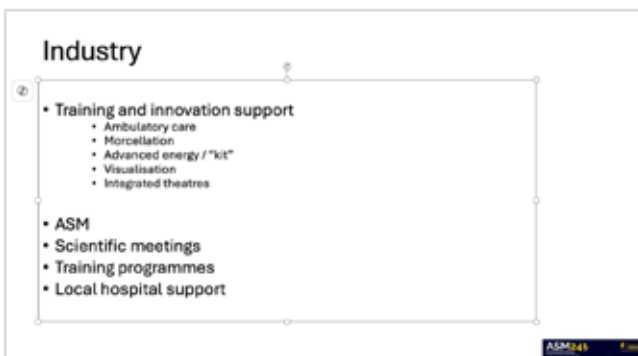 Industry
• Training and innovation support
• Ambulatory care
• Morcellation
• Advanced energy / "kit"
• Visualisation
• Integrated theatres
• ASM
• Scientific meetings
• Training programmes
• Local hospital support